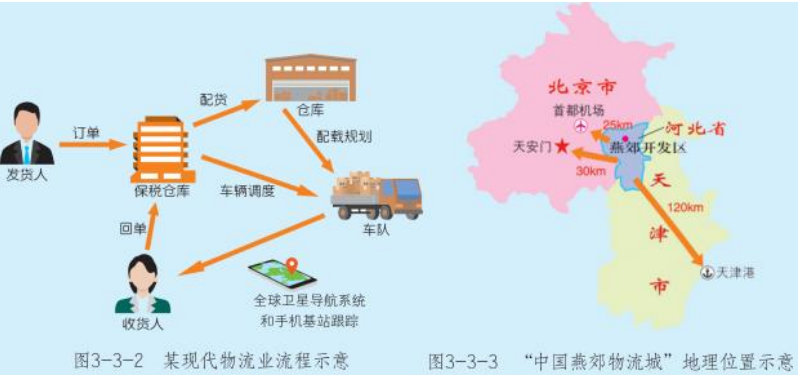 仓库
配货
订单
配载规划
发货人
保税仓库
车辆调度
车队
回单
收货人
全球卫星导航系统
和手机基站跟踪
图3-3-2 某现代物流业流程示意
北京市
首都机场
25km
河北省
天安门
燕郊开发区
30km
天
120km
津
天津港
市
图3-3-3 “中国燕郊物流城”地理位置示意